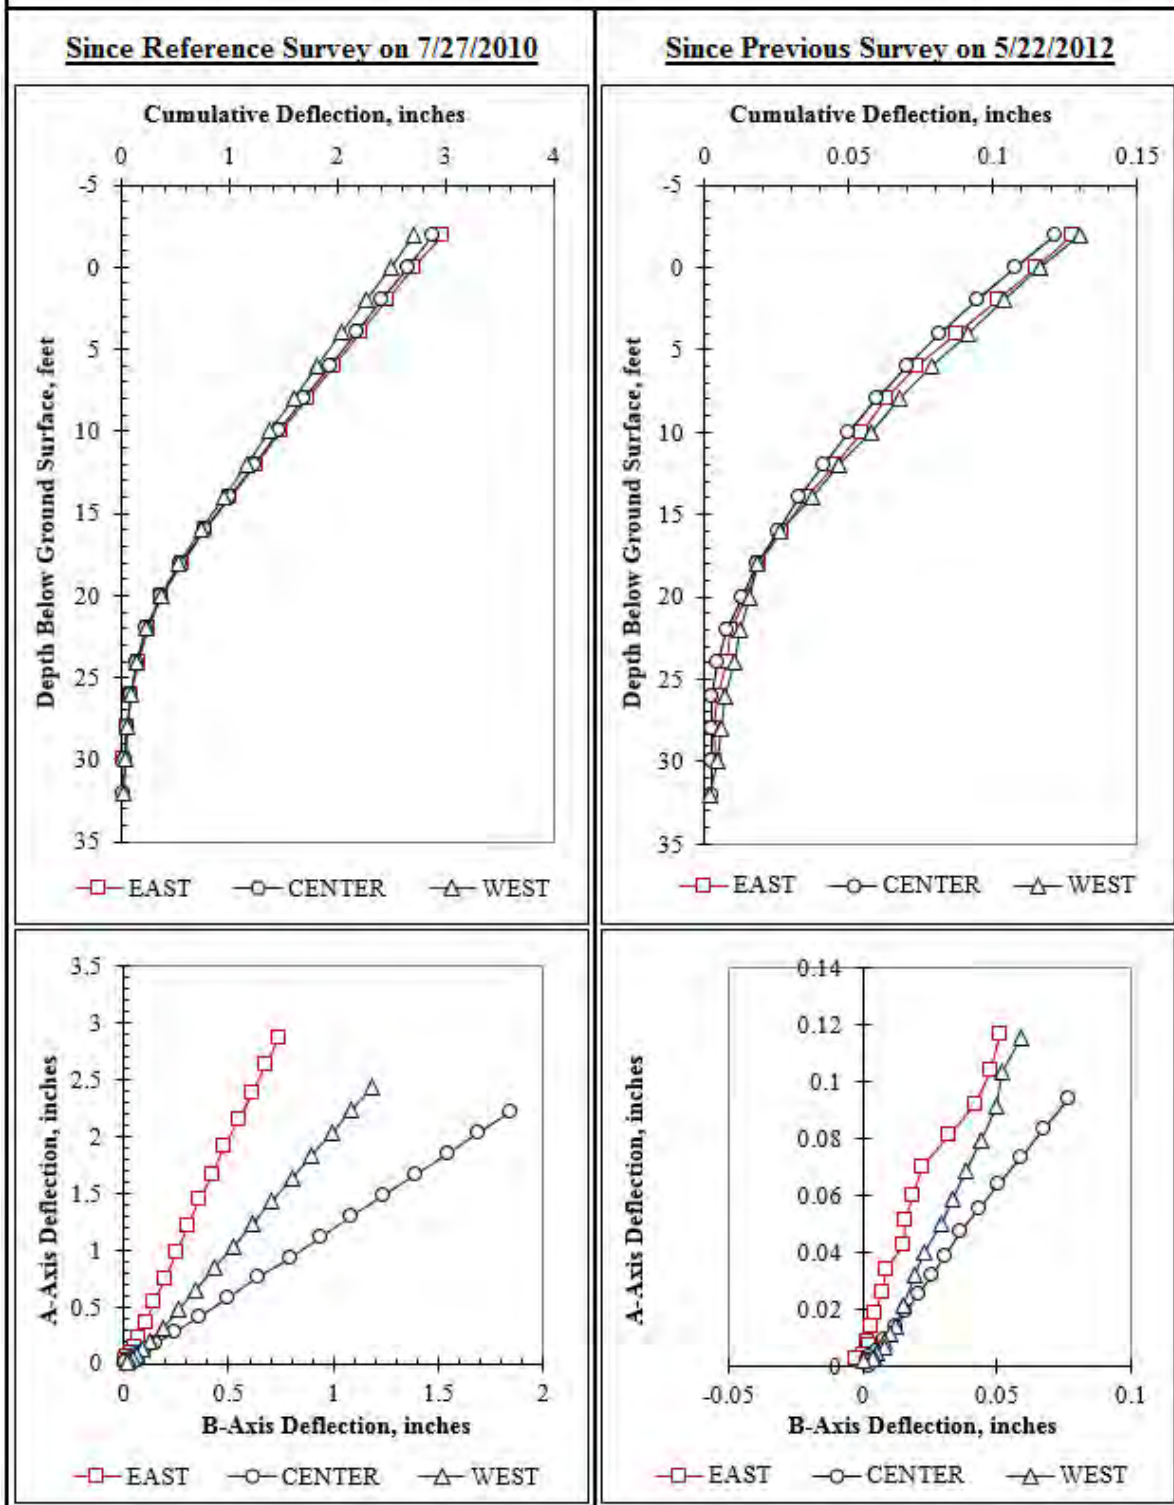 Since Reference Survey on 7/27/2010
Cumulative Deflection, inches
0 1 2 3 4
-5
0
5
10
15
20
25
30
35
Depth Below Ground Surface, feet
EAST CENTER WEST
Since Previous Survey on 5/22/2012
Cumulative Deflection, inches
0 0.05 0.1 0.15
-5
0
5
10
15
20
25
30
35
Depth Below Ground Surface, feet
EAST CENTER WEST
3.5
3
2.5
2
1.5
1
0.5
0
A-Axis Deflection, inches
0 0.5 1 1.5 2
B-Axis Deflection, inches
EAST CENTER WEST
0.14
0.12
0.1
0.08
0.06
0.04
0.02
0
A-Axis Deflection, inches
-0.05 0 0.05 0.1
B-Axis Deflection, inches
EAST CENTER WEST